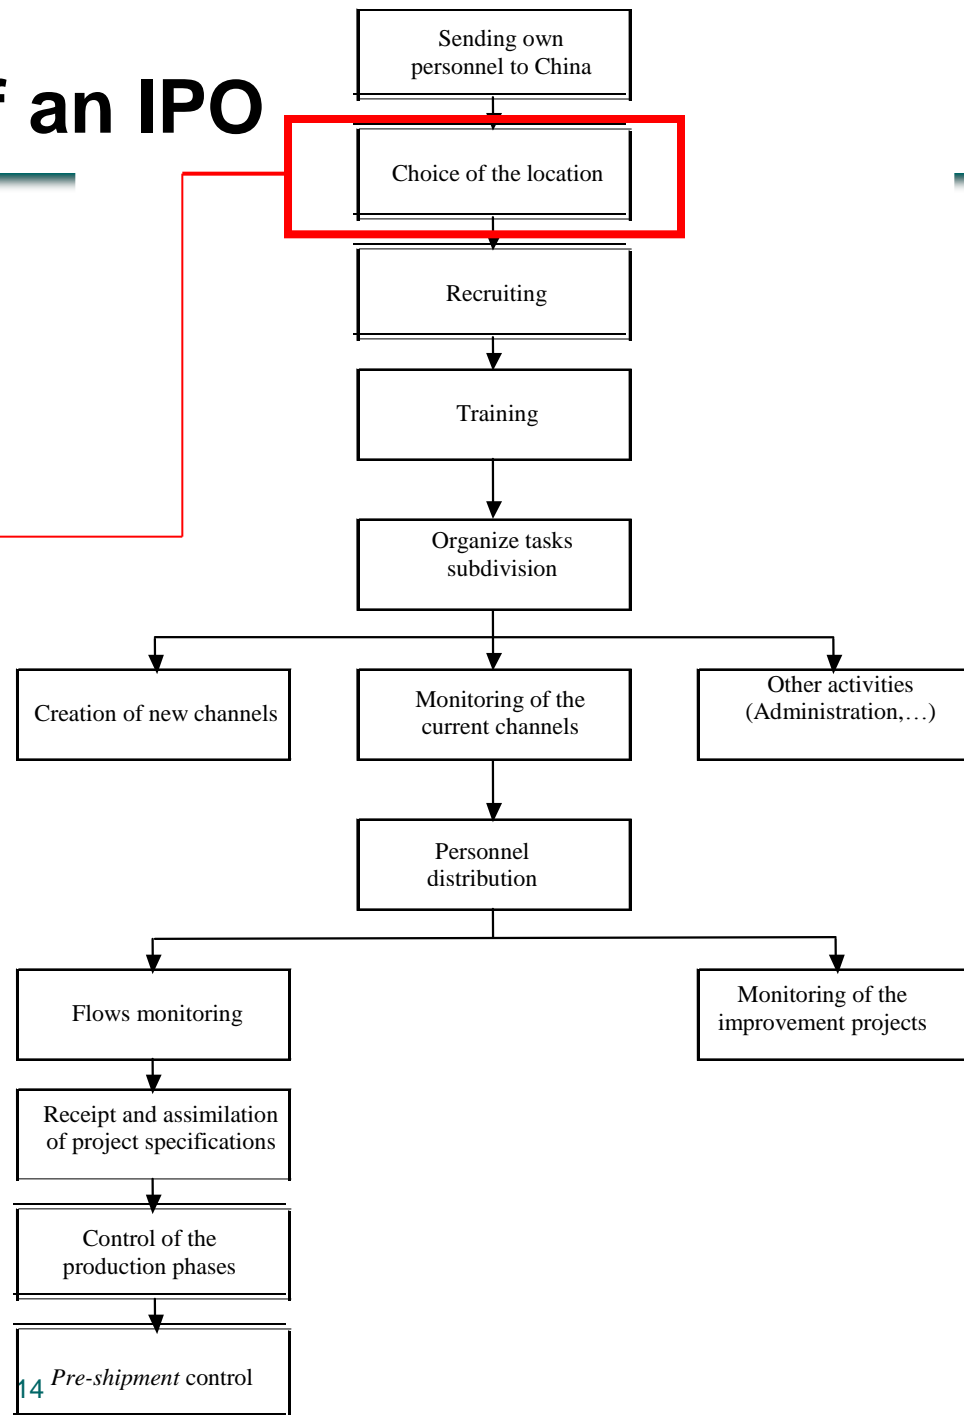 f an IPO
Sending own
personnel to China
Choice of the location
Recruiting
Training
Organize tasks
subdivision
Creation of new channels
Monitoring of the
current channels
Other activities
(Administration,…)
Personnel
distribution
Flows monitoring
Monitoring of the
improvement projects
Receipt and assimilation
of project specifications
Control of the
production phases
Pre-shipment control
14